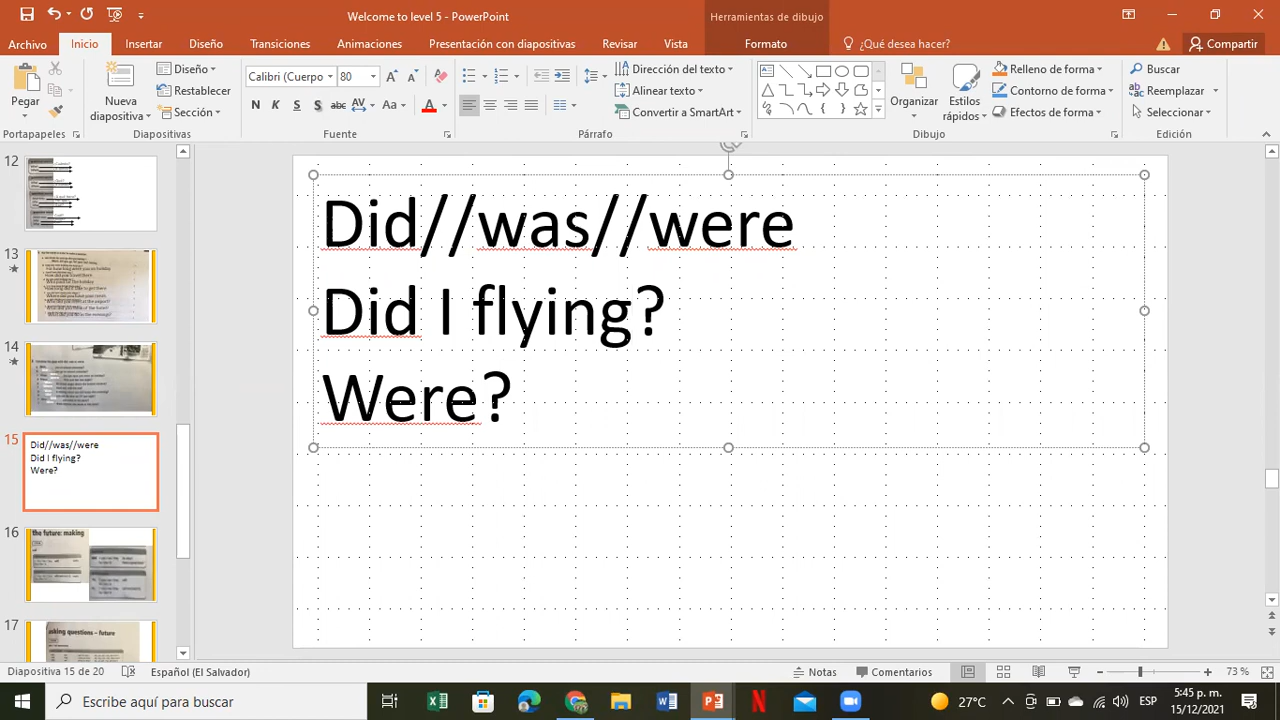 Welcome to level 5 - PowerPoint
Herramientas de dibujo
Archivo
Inicio
Insertar
Diseño
Transiciones
Animaciones
Presentación con diapositivas
Revisar
Vista
Formato
¿Qué desea hacer?
Compartir
Pegar
Nueva diapositiva
Diseño
Restablecer
Sección
Calibri (Cuerpo
80
N K S S abc AV Aa A
Dirección del texto
Alinear texto
Convertir a SmartArt
Organizar
Estilos rápidos
Relleno de forma
Contorno de forma
Efectos de forma
Buscar
Reemplazar
Seleccionar
Portapapeles
Diapositivas
Fuente
Párrafo
Dibujo
Edición
12
13
14
15
Did//was//were
Did I flying?
Were?
16
the future: making
17
asking questions – future
Did//was//were
Did I flying?
Were?
Diapositiva 15 de 20
Español (El Salvador)
Notas
Comentarios
73 %
Escribe aquí para buscar
27°C
ESP
5:45 p. m.
15/12/2021